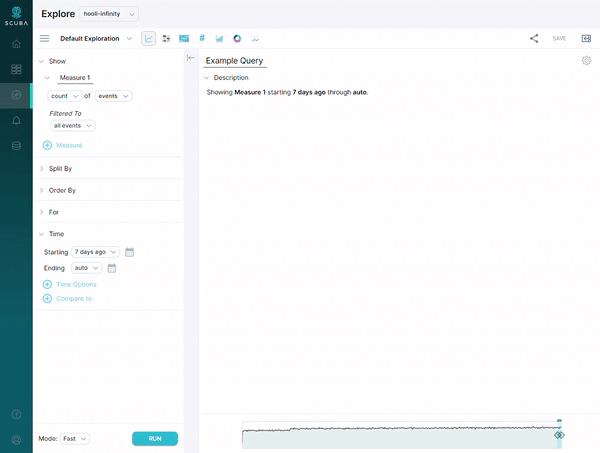 SCUBA
Explore
hooli-infinity
Default Exploration
SAVE
Show
Measure 1
count of events
Filtered To
all events
Measure
Split By
Order By
For
Time
Starting 7 days ago
Ending auto
Time Options
Compare to
Mode: Fast RUN
Example Query
Description
Showing Measure 1 starting 7 days ago through auto.